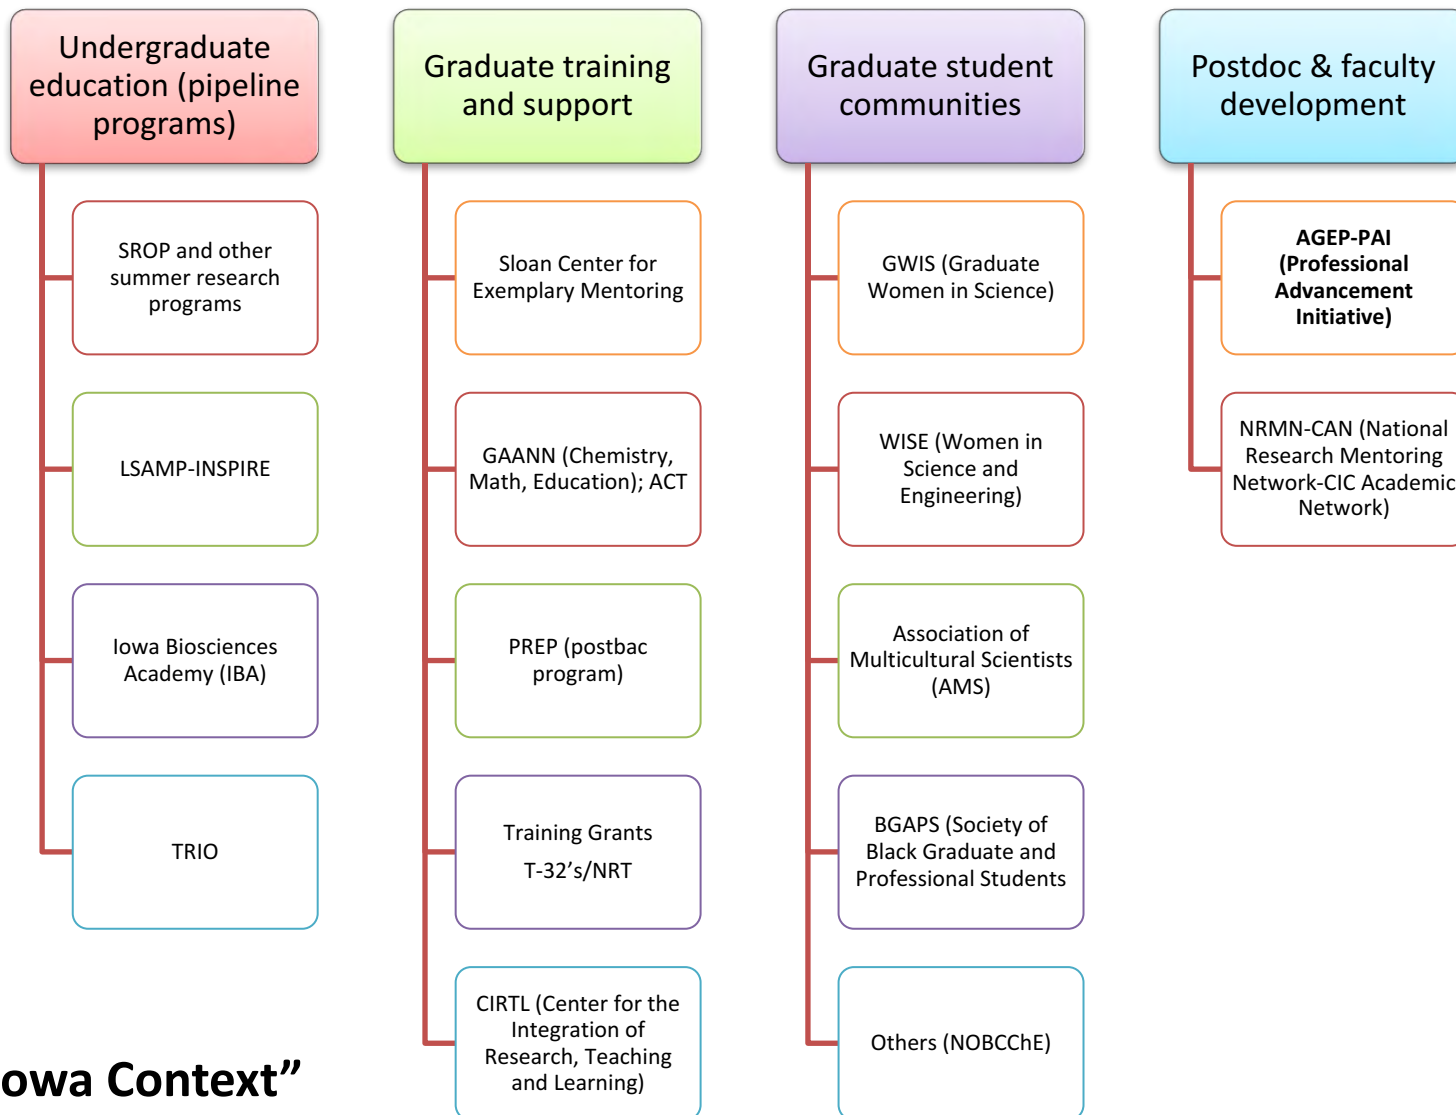 Undergraduate
education (pipeline
programs)
SROP and other
summer research
programs
LSAMP-INSPIRE
Iowa Biosciences
Academy (IBA)
TRIO
Graduate training
and support
Sloan Center for
Exemplary Mentoring
GAANN (Chemistry,
Math, Education); ACT
PREP (postbac
program)
Training Grants
T-32’s/NRT
CIRTL (Center for the
Integration of
Research, Teaching
and Learning)
Graduate student
communities
GWIS (Graduate
Women in Science)
WISE (Women in
Science and
Engineering)
Association of
Multicultural Scientists
(AMS)
BGAPS (Society of
Black Graduate and
Professional Students
Others (NOBCChE)
Postdoc & faculty
development
AGEP-PAI
(Professional
Advancement
Initiative)
NRMN-CAN (National
Research Mentoring
Network-CIC Academic
Network)
owa Context”